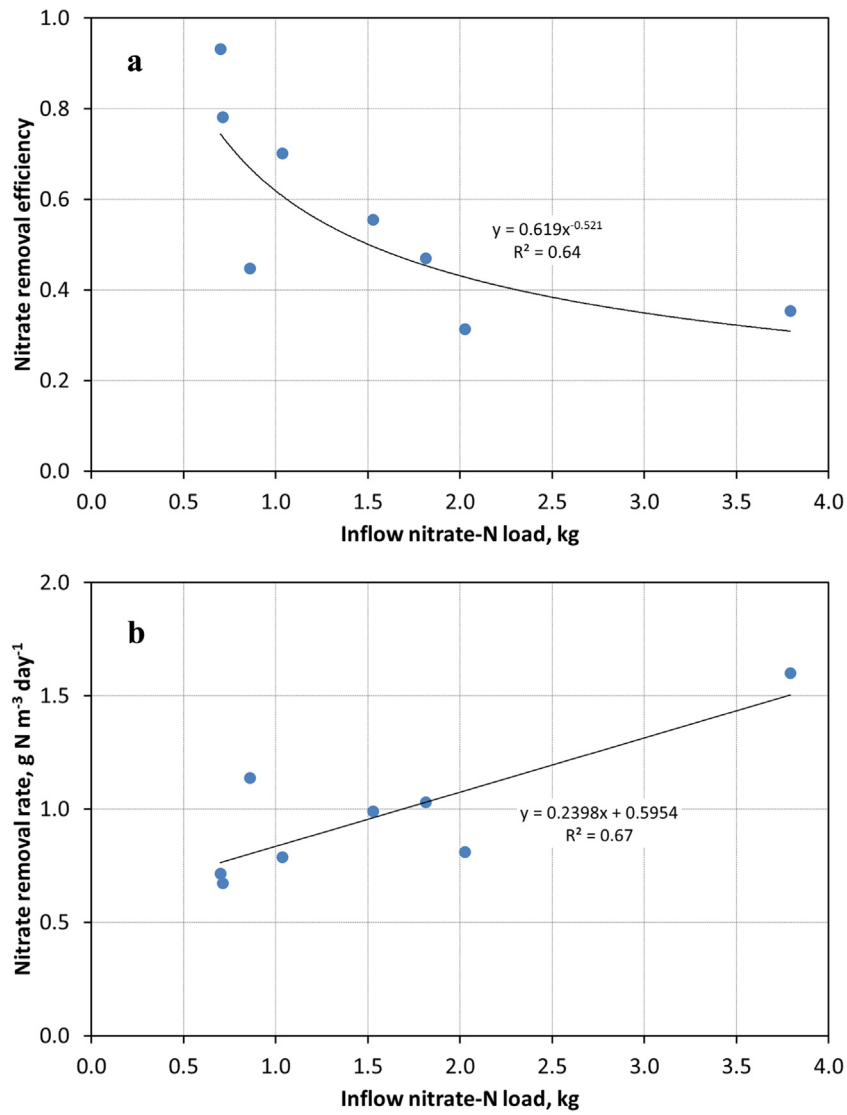 a
Nitrate removal efficiency
1.0
0.8
0.6
0.4
0.2
0.0
y = 0.619x⁻⁰·⁵²¹
R² = 0.64
0.0 0.5 1.0 1.5 2.0 2.5 3.0 3.5 4.0
Inflow nitrate-N load, kg
b
Nitrate removal rate, g N m⁻³ day⁻¹
2.0
1.5
1.0
0.5
0.0
y = 0.2398x + 0.5954
R² = 0.67
0.0 0.5 1.0 1.5 2.0 2.5 3.0 3.5 4.0
Inflow nitrate-N load, kg